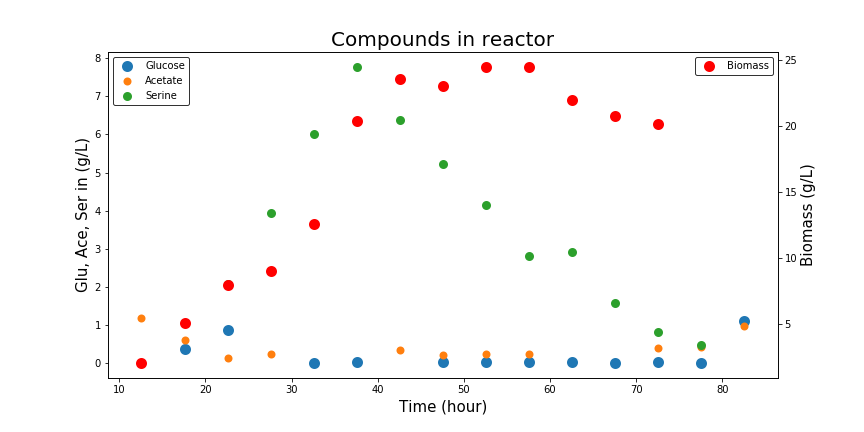 Compounds in reactor
Glucose
Acetate
Serine
Biomass
8
7
6
5
4
3
2
1
0
Glu, Ace, Ser in (g/L)
25
20
15
10
5
Biomass (g/L)
10 20 30 40 50 60 70 80
Time (hour)